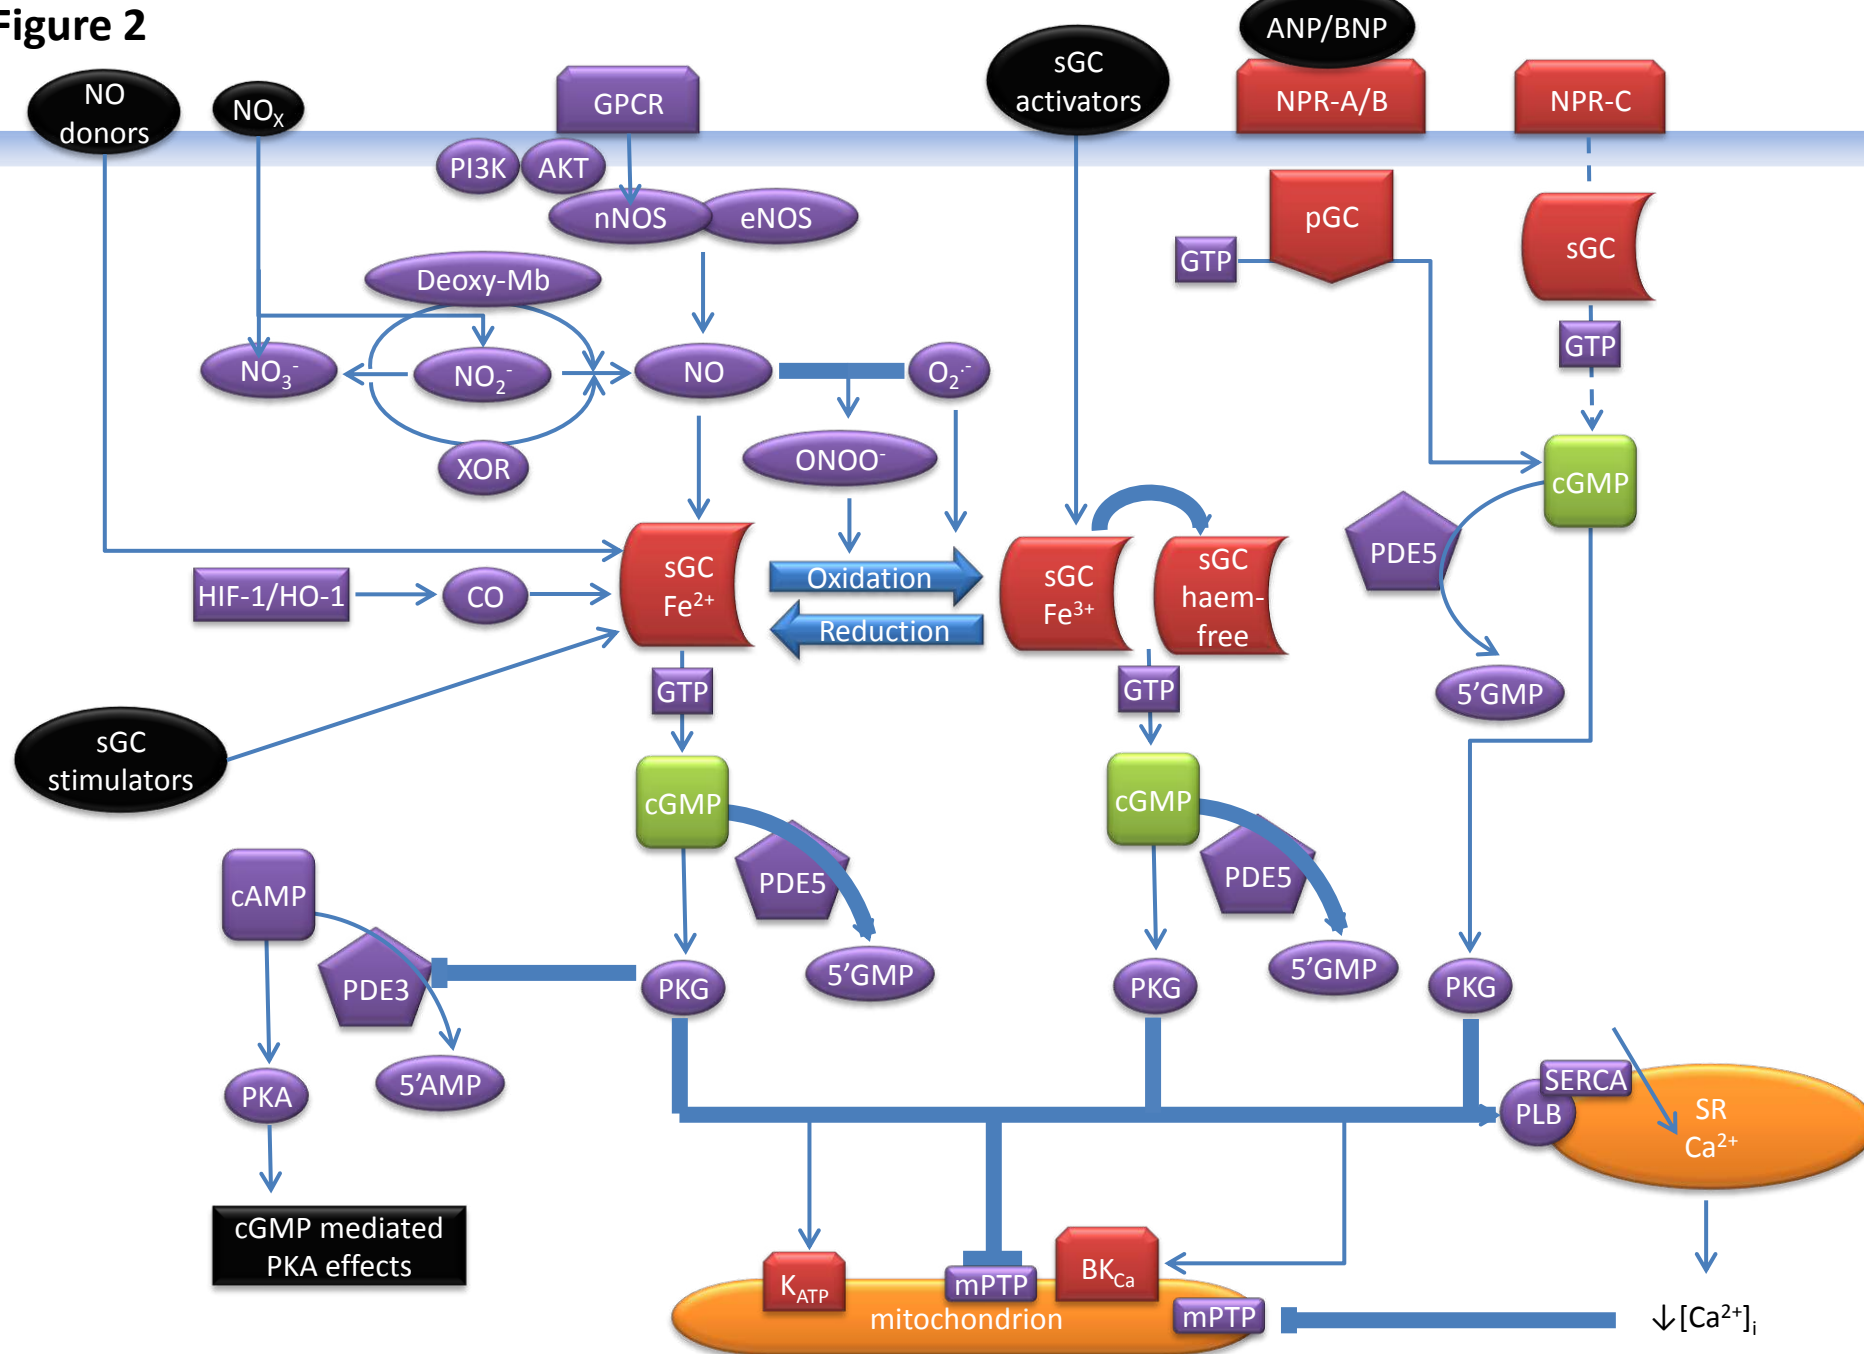 Figure 2
NO
donors
NOX
GPCR
sGC
activators
ANP/BNP
NPR-A/B
NPR-C
PI3K
AKT
nNOS
eNOS
pGC
GTP
sGC
Deoxy-Mb
GTP
NO3-
NO2-
NO
O2·-
XOR
ONOO-
cGMP
PDE5
HIF-1/HO-1
CO
sGC
Fe2+
Oxidation
Reduction
sGC
Fe3+
sGC
haem-
free
GTP
GTP
5’GMP
sGC
stimulators
cGMP
cGMP
PDE5
PDE5
cAMP
PDE3
PKG
5’GMP
PKG
5’GMP
PKG
PKA
5’AMP
SERCA
PLB
SR
Ca2+
cGMP mediated
PKA effects
KATP
mPTP
BKCa
mitochondrion
mPTP
↓[Ca2+]i